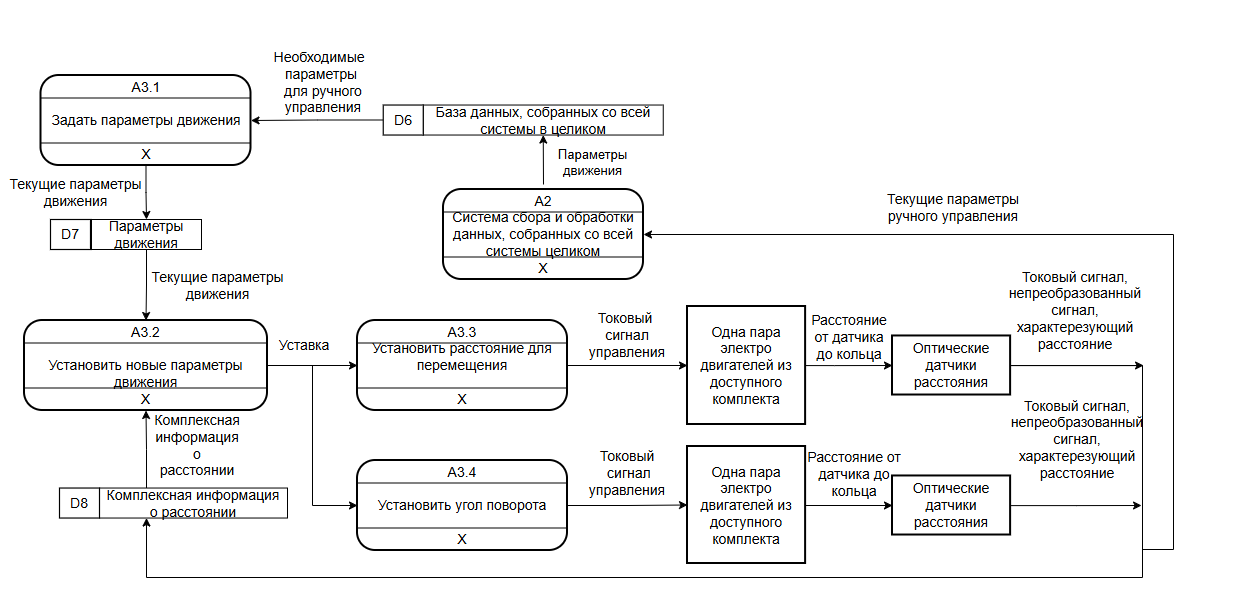 Необходимые
параметры
для ручного
управления
A3.1
Задать параметры движения
X
D6
База данных, собранных со всей
системы в целиком
Параметры
движения
Текущие параметры
движения
A2
Система сбора и обработки
данных, собранных со всей
системы целиком
X
Текущие параметры
ручного управления
D7
Параметры
движения
Текущие параметры
движения
A3.2
Установить новые параметры
движения
X
Уставка
A3.3
Установить расстояние для
перемещения
X
Токовый
сигнал
управления
Одна пара
электро
двигателей из
доступного
комплекта
Расстояние
от датчика
до кольца
Оптические
датчики
расстояния
Токовый сигнал,
непреобразованный
сигнал,
характерезующий
расстояние
Комплексная
информация
о
расстоянии
D8
Комплексная информация
о расстоянии
A3.4
Установить угол поворота
X
Токовый
сигнал
управления
Одна пара
электро
двигателей из
доступного
комплекта
Расстояние от
датчика до
кольца
Оптические
датчики
расстояния
Токовый сигнал,
непреобразованный
сигнал,
характерезующий
расстояние